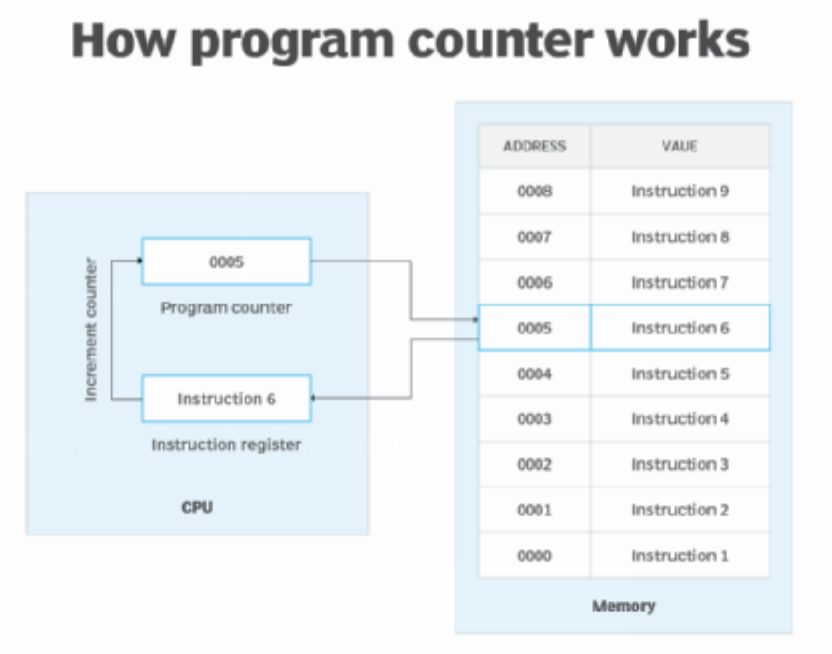 How program counter works
ADDRESS VAUE
0008 Instruction 9
0007 Instruction 8
0006 Instruction 7
0005 Instruction 6
0004 Instruction 5
0003 Instruction 4
0002 Instruction 3
0001 Instruction 2
0000 Instruction 1
Memory
Increment counter
0005
Program counter
Instruction 6
Instruction register
CPU